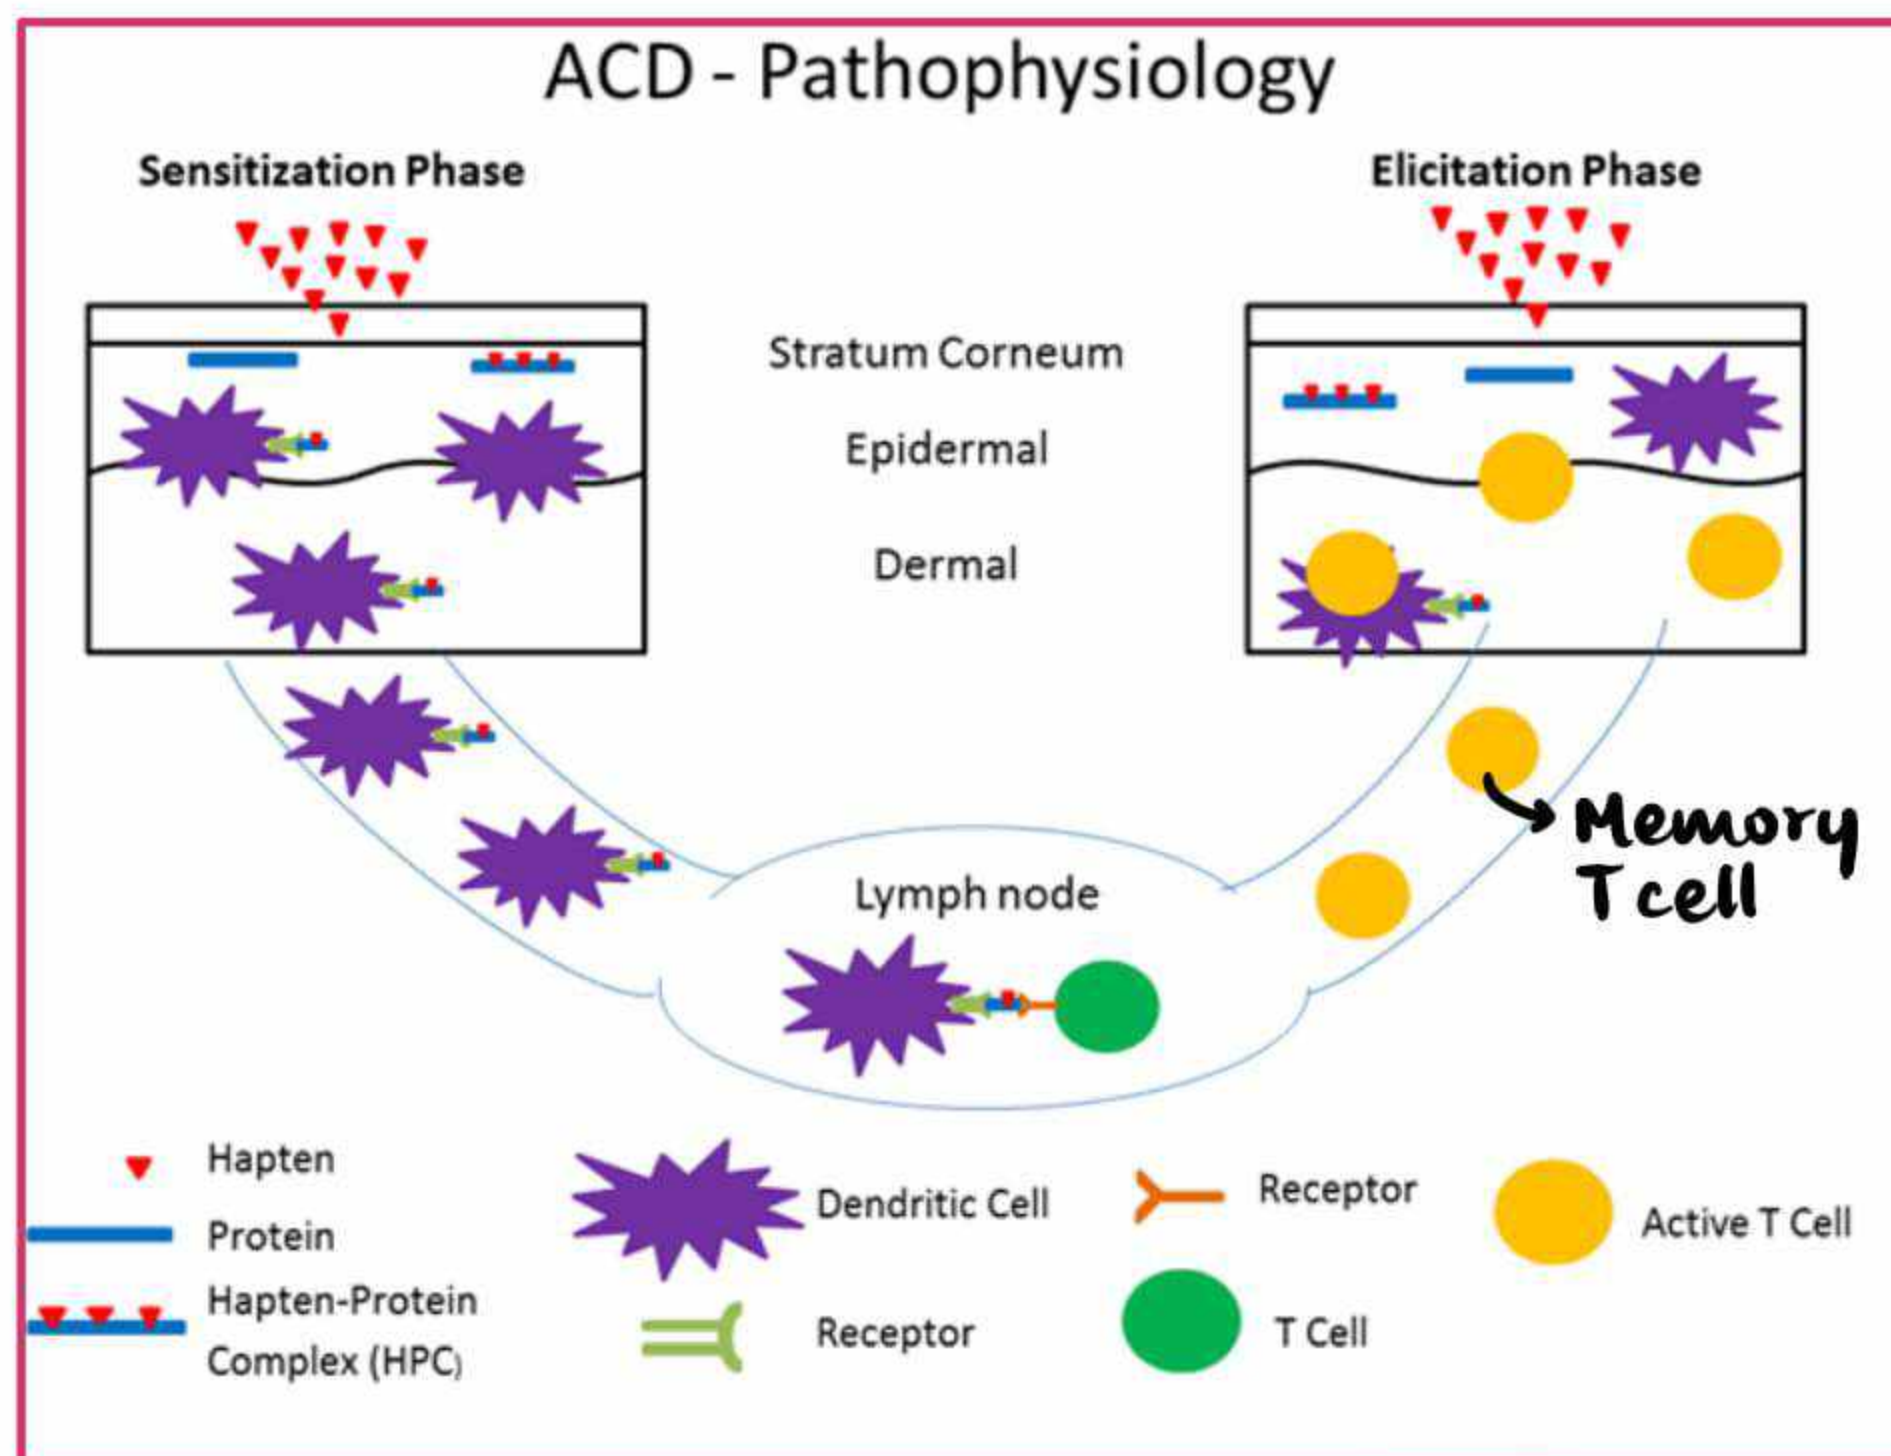 ACD - Pathophysiology
Sensitization Phase
Elicitation Phase
Stratum Corneum
Epidermal
Dermal
Memory
T cell
Lymph node
Hapten
Protein
Hapten-Protein
Complex (HPC)
Dendritic Cell
Receptor
Receptor
T Cell
Active T Cell